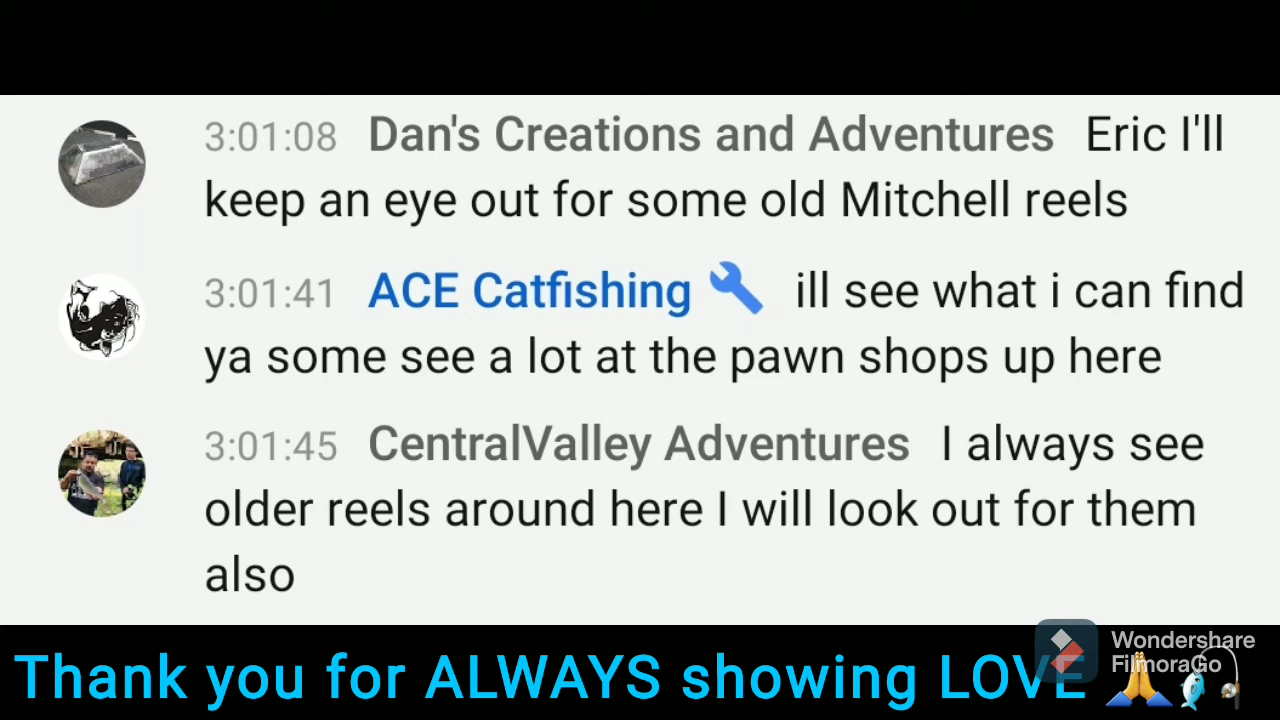 3:01:08 Dan's Creations and Adventures Eric I'll
keep an eye out for some old Mitchell reels
3:01:41 ACE Catfishing 🔧 ill see what i can find
ya some see a lot at the pawn shops up here
3:01:45 CentralValley Adventures I always see
older reels around here I will look out for them
also
Thank you for ALWAYS showing LOVE 🙏🐟🎣
Wondershare
FilmoraGo